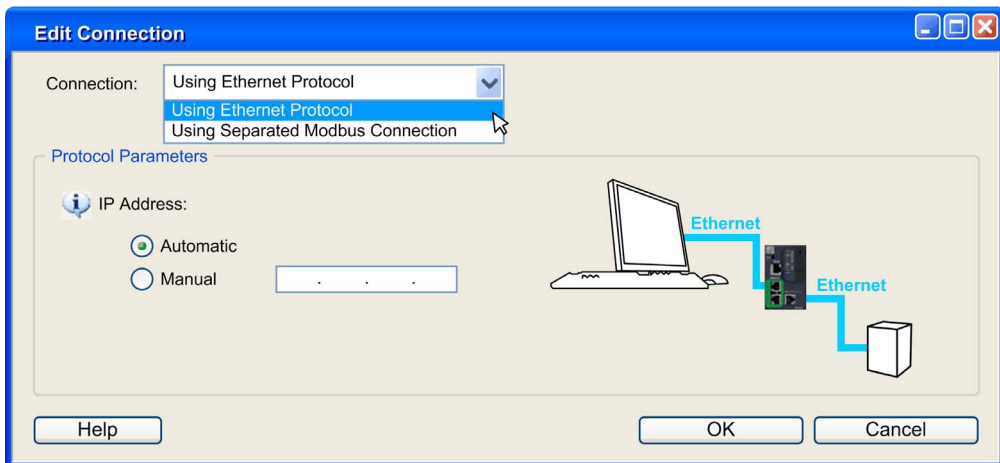 Edit Connection
Connection: Using Ethernet Protocol
Using Ethernet Protocol
Using Separated Modbus Connection
Protocol Parameters
IP Address:
Automatic
Manual . . .
Ethernet
Ethernet
Help OK Cancel